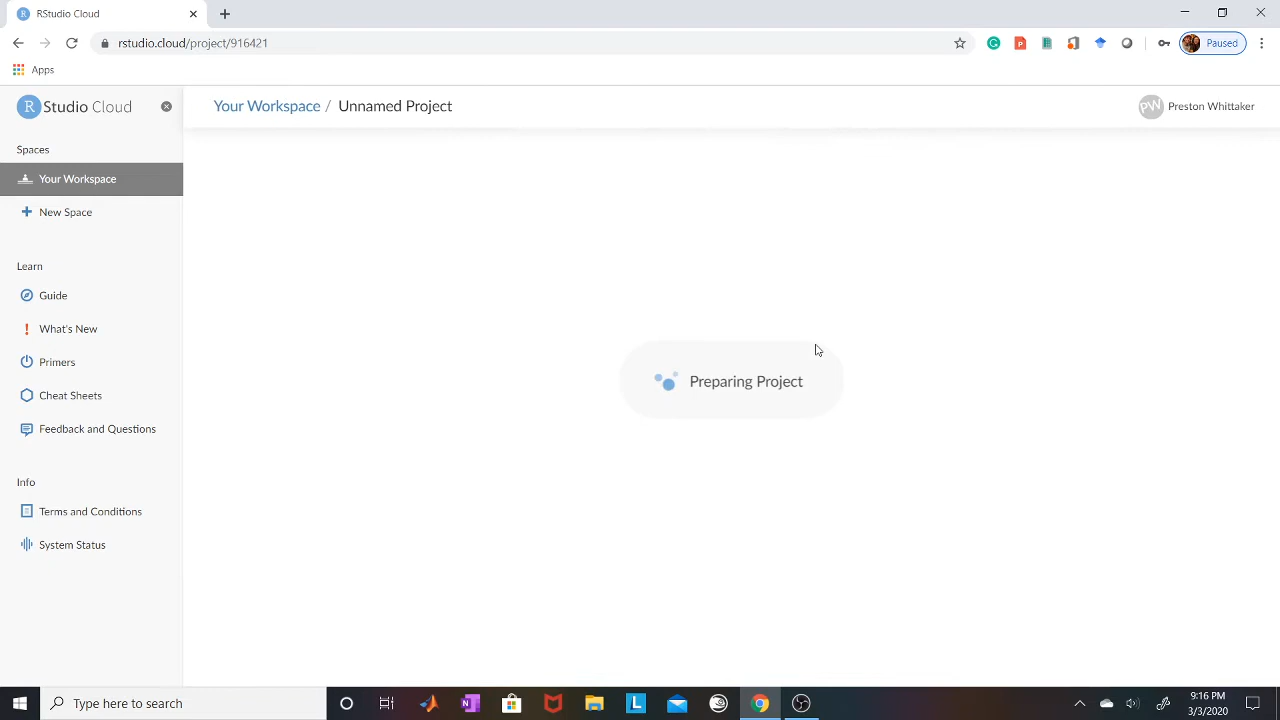 RStudio Cloud
rstudio.cloud/project/916421
Paused
Apps
R Studio Cloud
Your Workspace / Unnamed Project
PW Preston Whittaker
Spaces
Your Workspace
New Space
Learn
Guide
What's New
Primers
Cheat Sheets
Feedback and Questions
Info
Terms and Conditions
System Status
Preparing Project
Type here to search
9:16 PM
3/3/2020